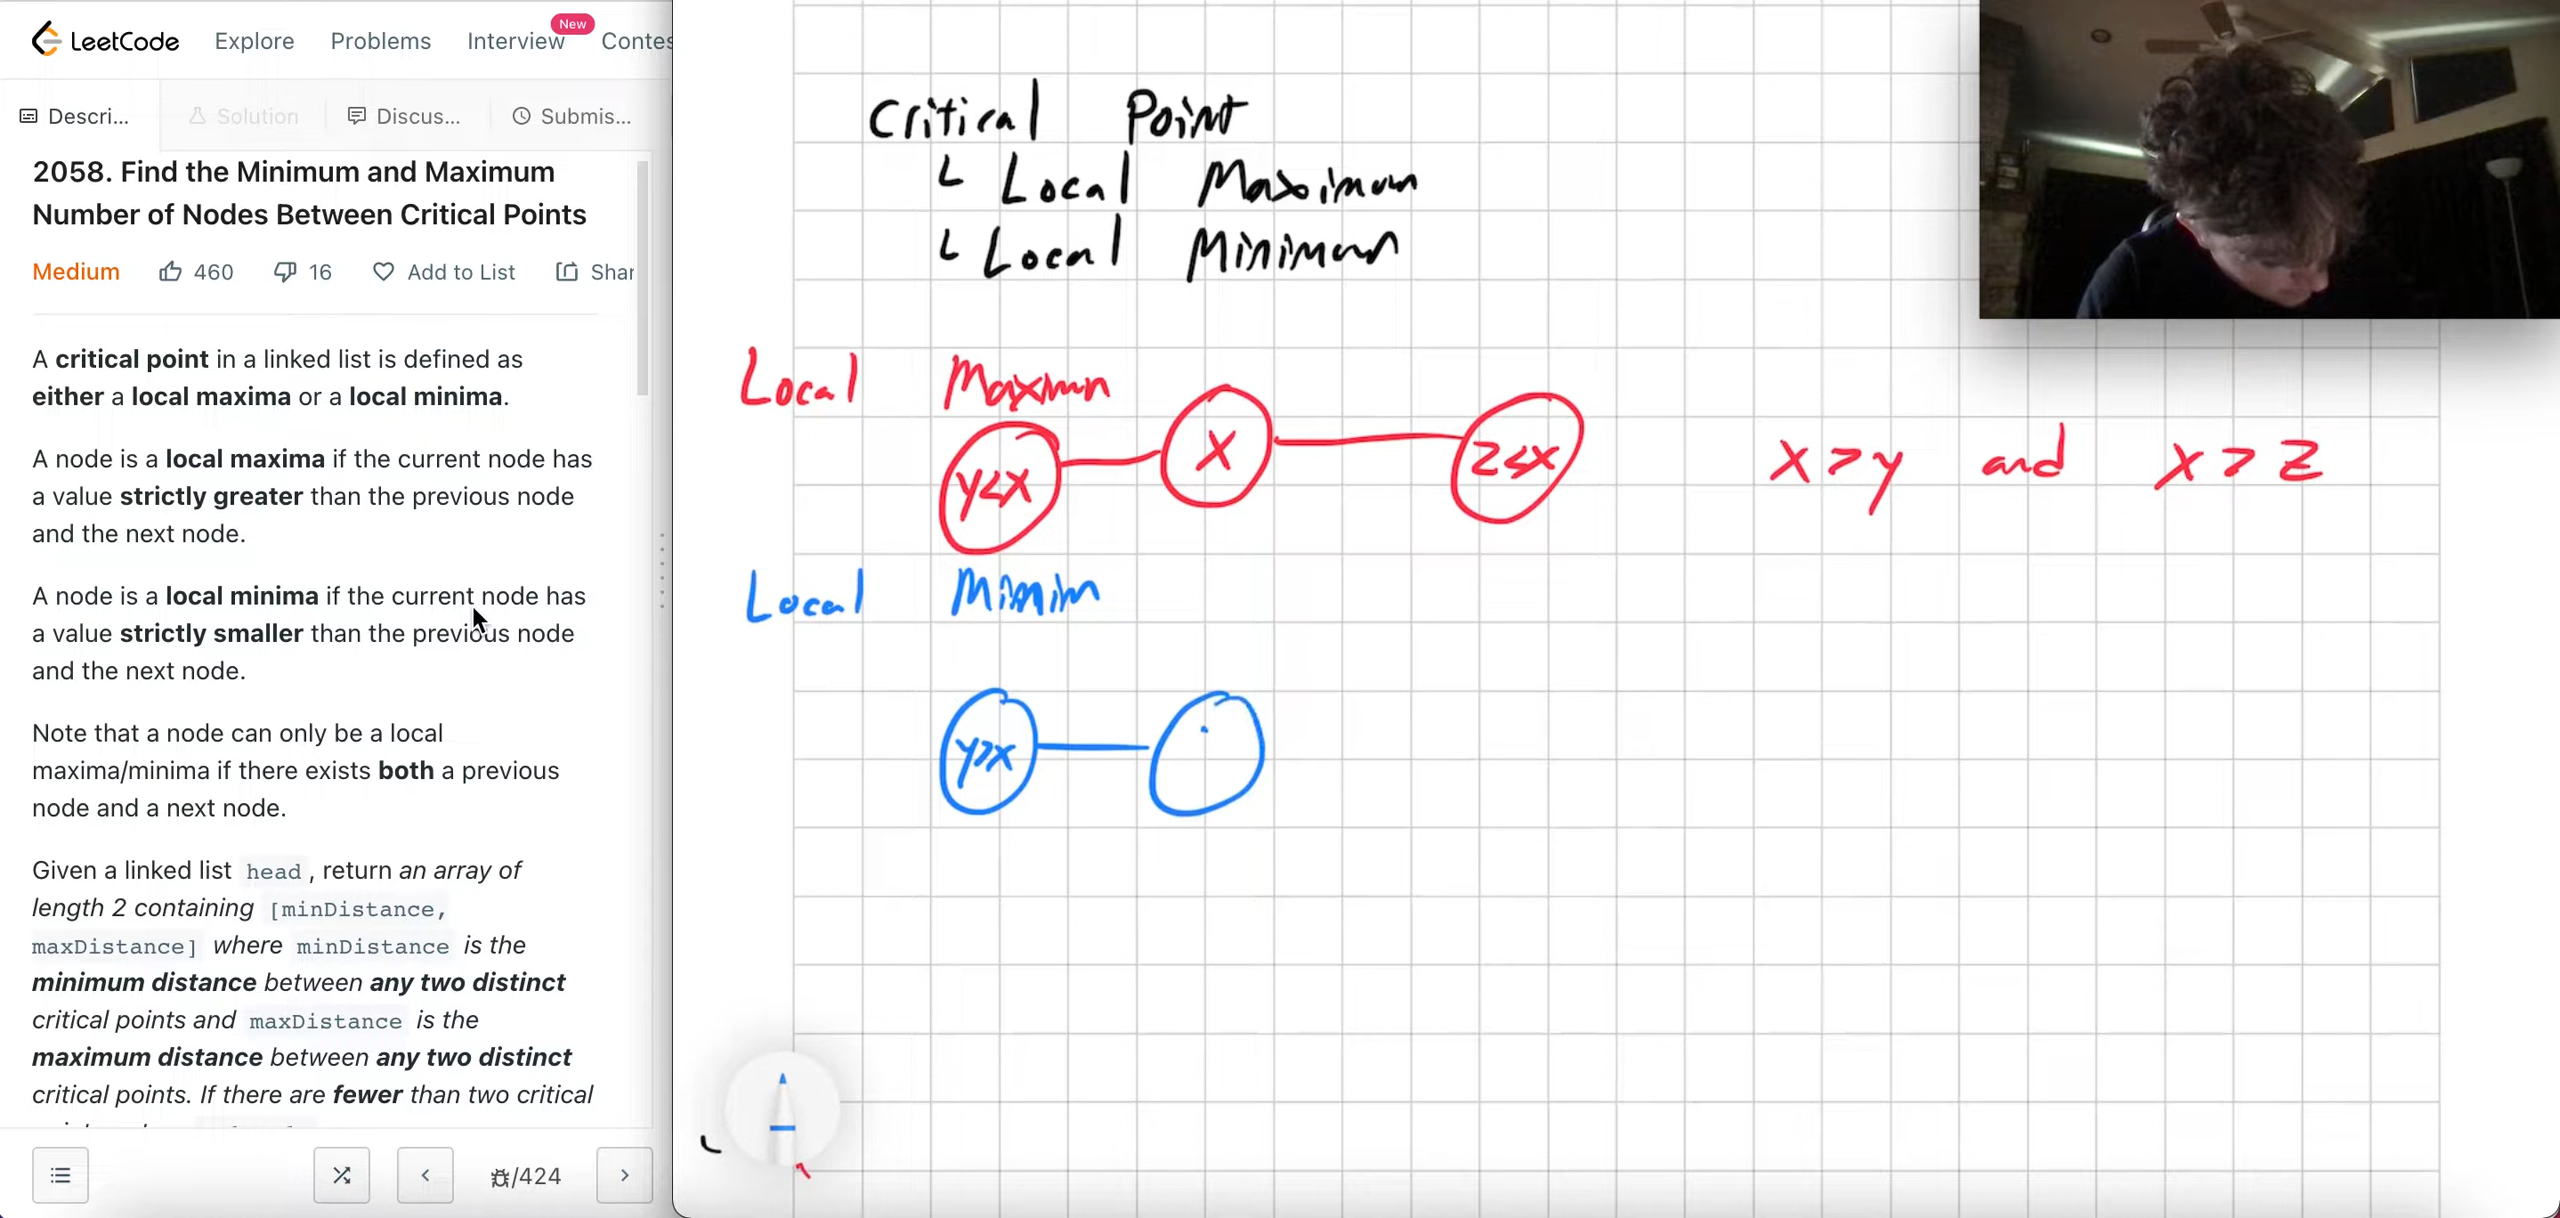 LeetCode Explore Problems Interview New Contes
Descri... Solution Discus... Submis...
2058. Find the Minimum and Maximum
Number of Nodes Between Critical Points
Medium 460 16 Add to List Shar
A critical point in a linked list is defined as
either a local maxima or a local minima.
A node is a local maxima if the current node has
a value strictly greater than the previous node
and the next node.
A node is a local minima if the current node has
a value strictly smaller than the previous node
and the next node.
Note that a node can only be a local
maxima/minima if there exists both a previous
node and a next node.
Given a linked list head , return an array of
length 2 containing [minDistance,
maxDistance] where minDistance is the
minimum distance between any two distinct
critical points and maxDistance is the
maximum distance between any two distinct
critical points. If there are fewer than two critical
/424
Critical Point
Local Maximum
Local Minimum
Local Maximum
y<x X z<x x>y and x>z
Local Minim
y>x